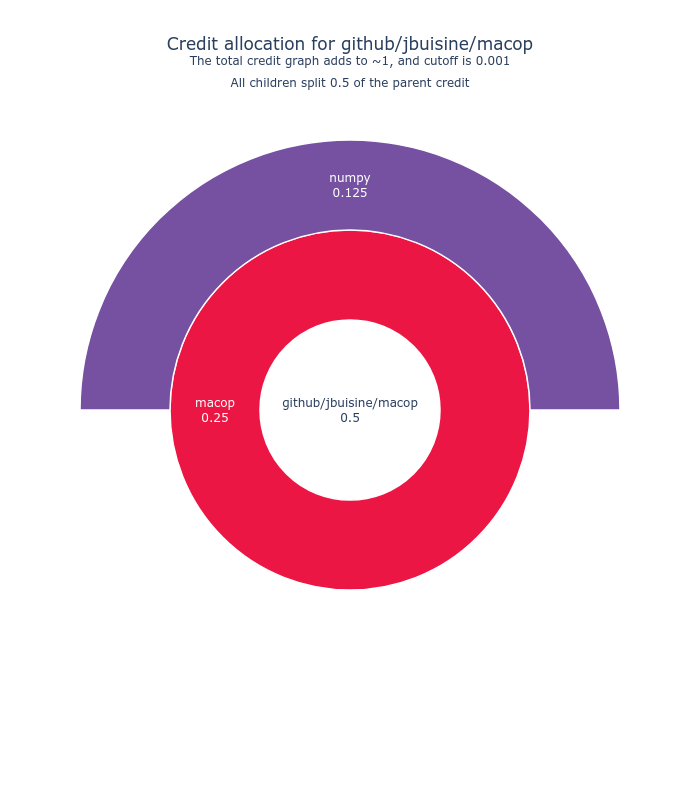 Credit allocation for github/jbuisine/macop
The total credit graph adds to ~1, and cutoff is 0.001
All children split 0.5 of the parent credit
numpy
0.125
macop
0.25
github/jbuisine/macop
0.5